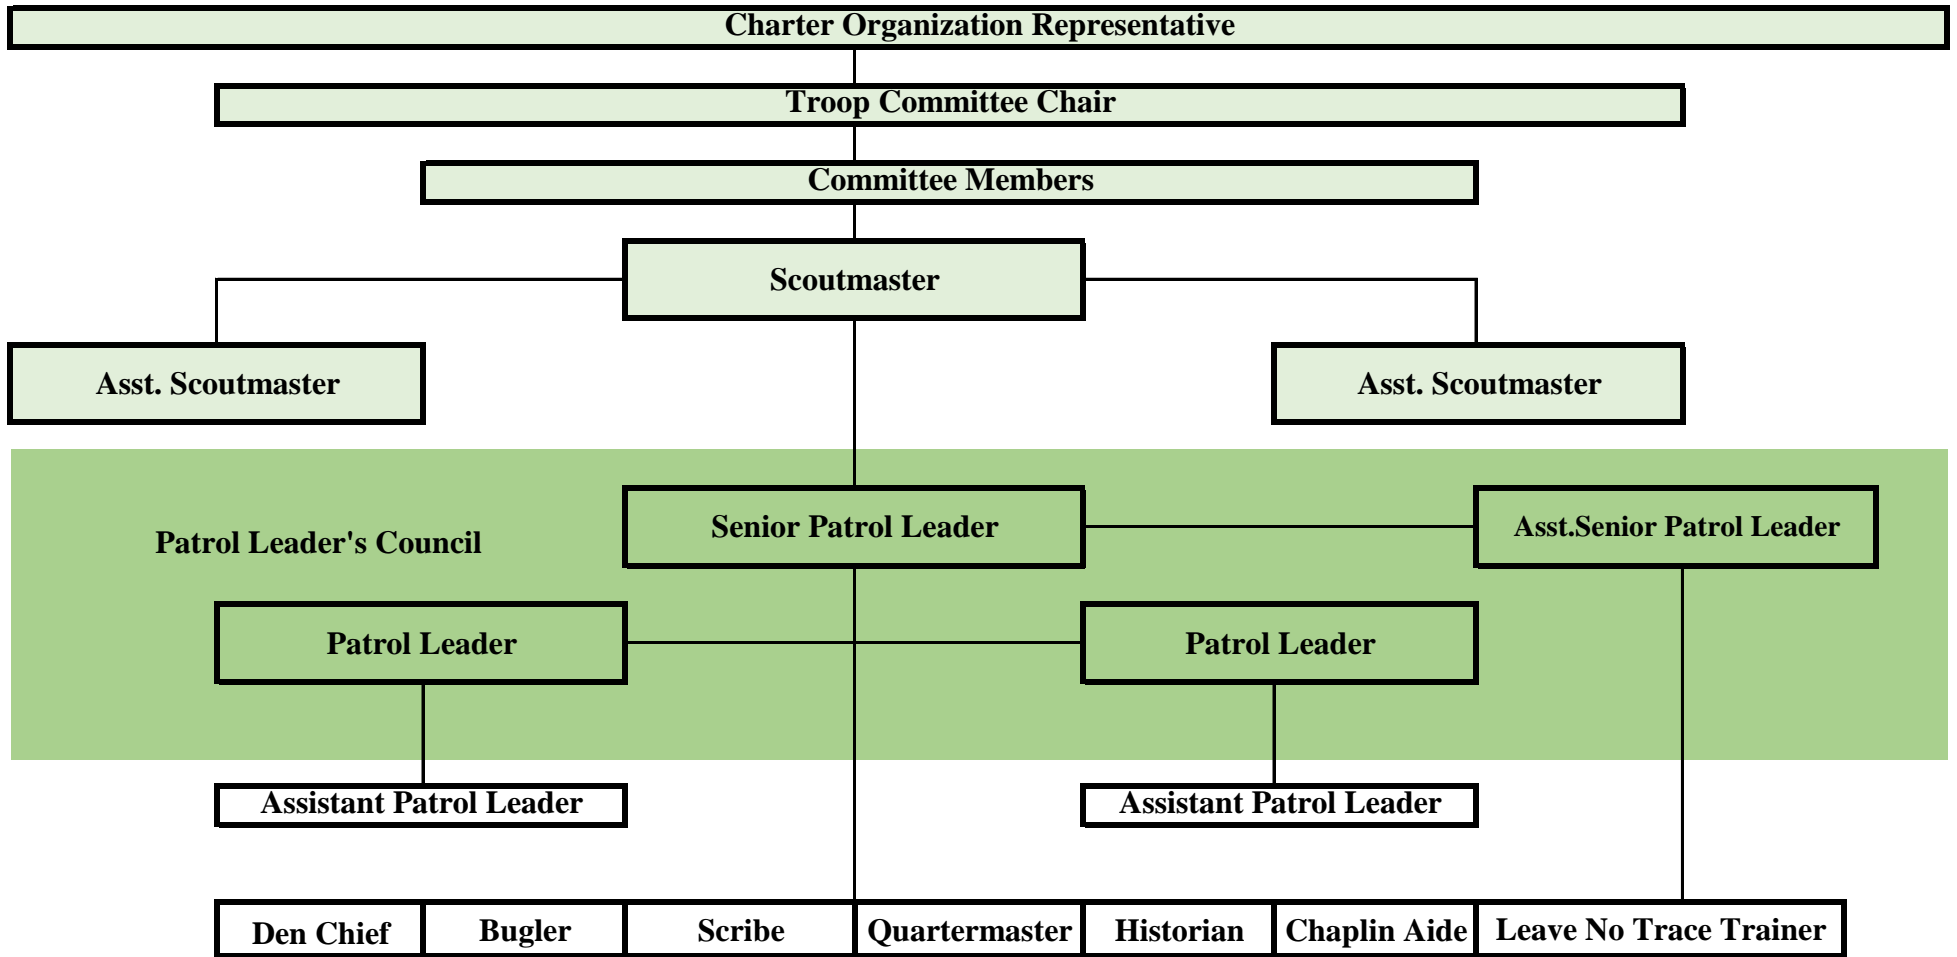 Charter Organization Representative
Troop Committee Chair
Committee Members
Scoutmaster
Asst. Scoutmaster
Asst. Scoutmaster
Patrol Leader's Council
Senior Patrol Leader
Asst.Senior Patrol Leader
Patrol Leader
Patrol Leader
Assistant Patrol Leader
Assistant Patrol Leader
Den Chief
Bugler
Scribe
Quartermaster
Historian
Chaplin Aide
Leave No Trace Trainer